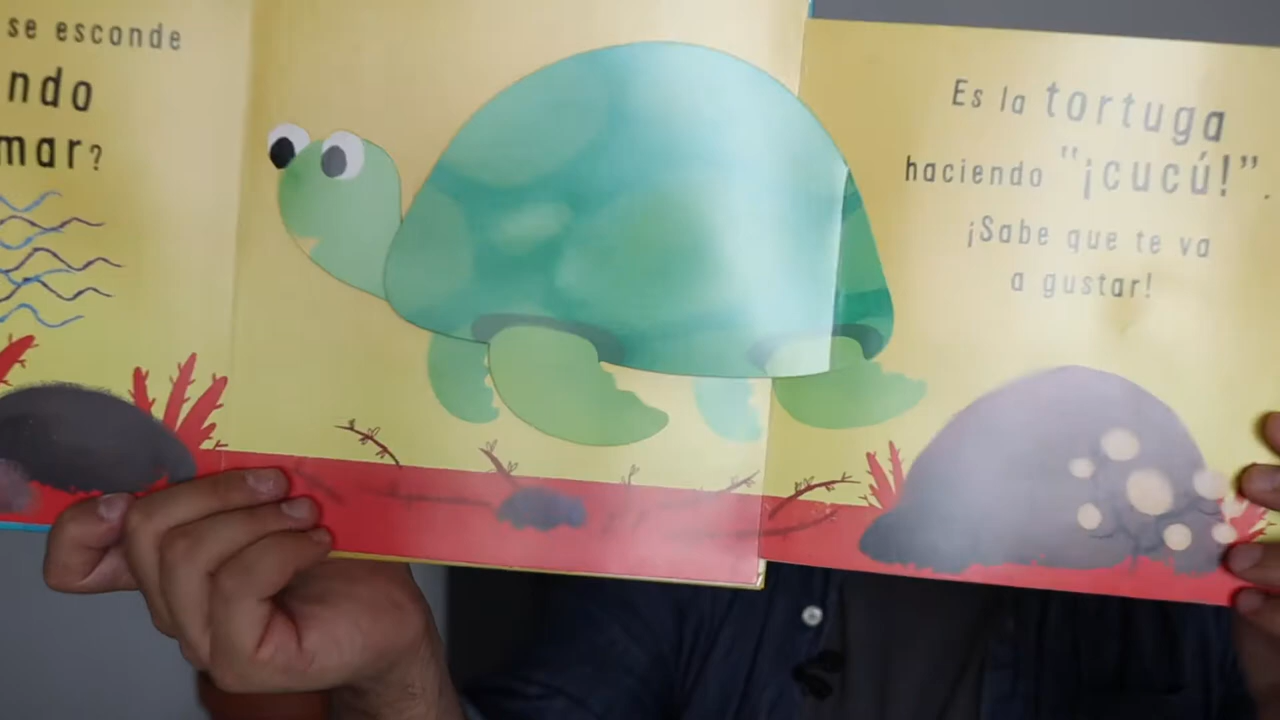 se esconde
ndo
mar?
Es la tortuga
haciendo "¡cucú!".
¡Sabe que te va
a gustar!